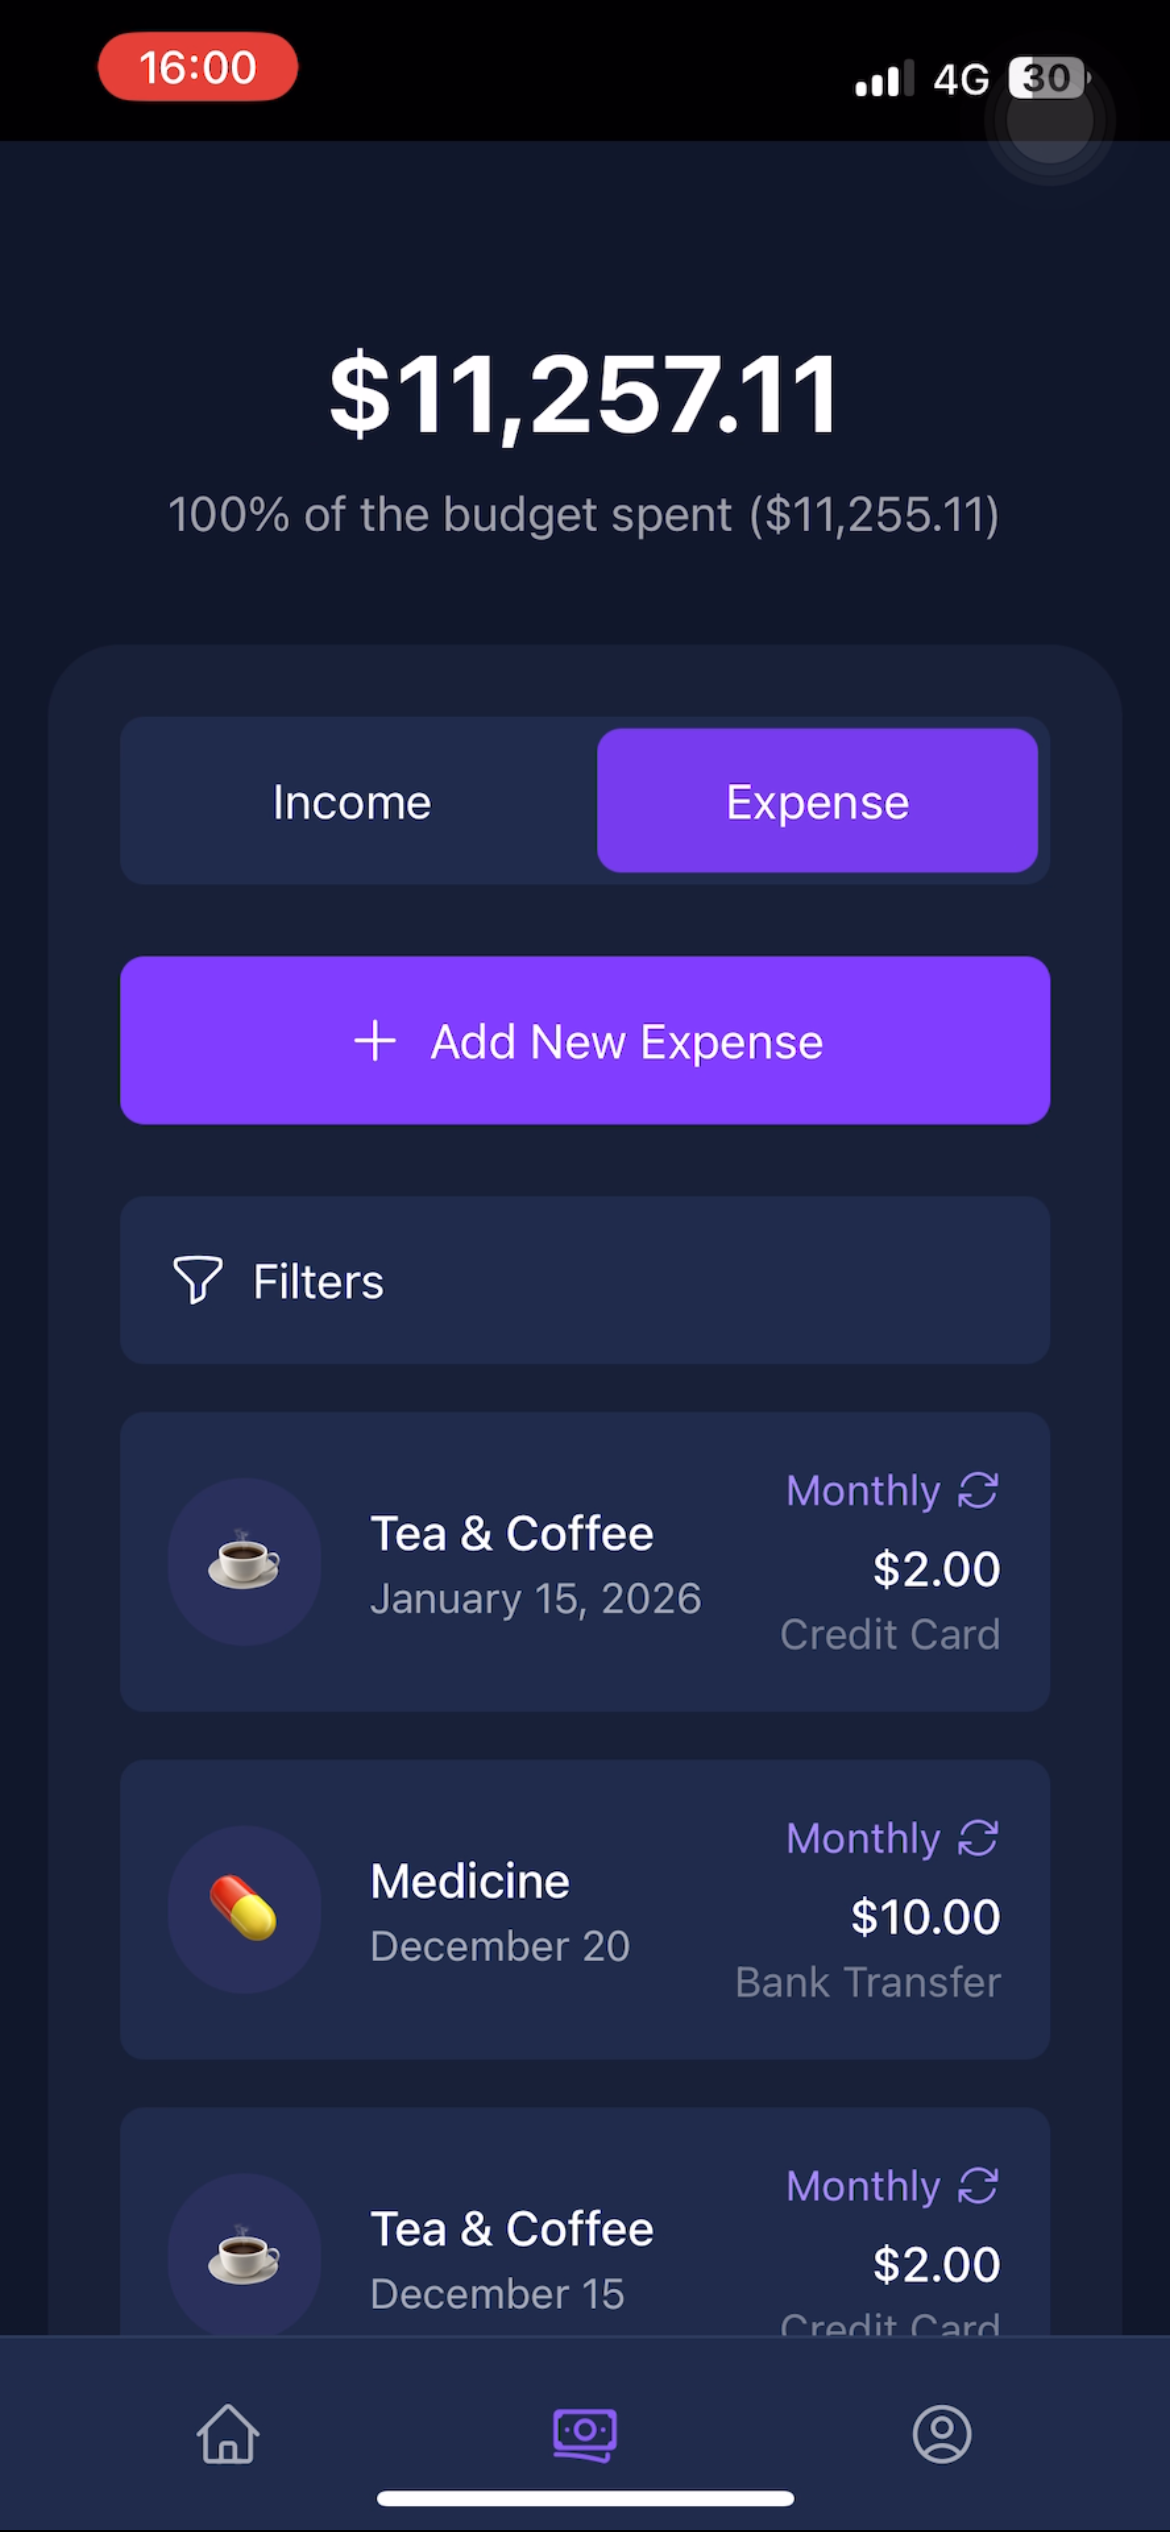 16:00
4G 30
$11,257.11
100% of the budget spent ($11,255.11)
Income
Expense
Add New Expense
Filters
Monthly
Tea & Coffee
$2.00
January 15, 2026
Credit Card
Monthly
Medicine
$10.00
December 20
Bank Transfer
Monthly
Tea & Coffee
$2.00
December 15
Credit Card